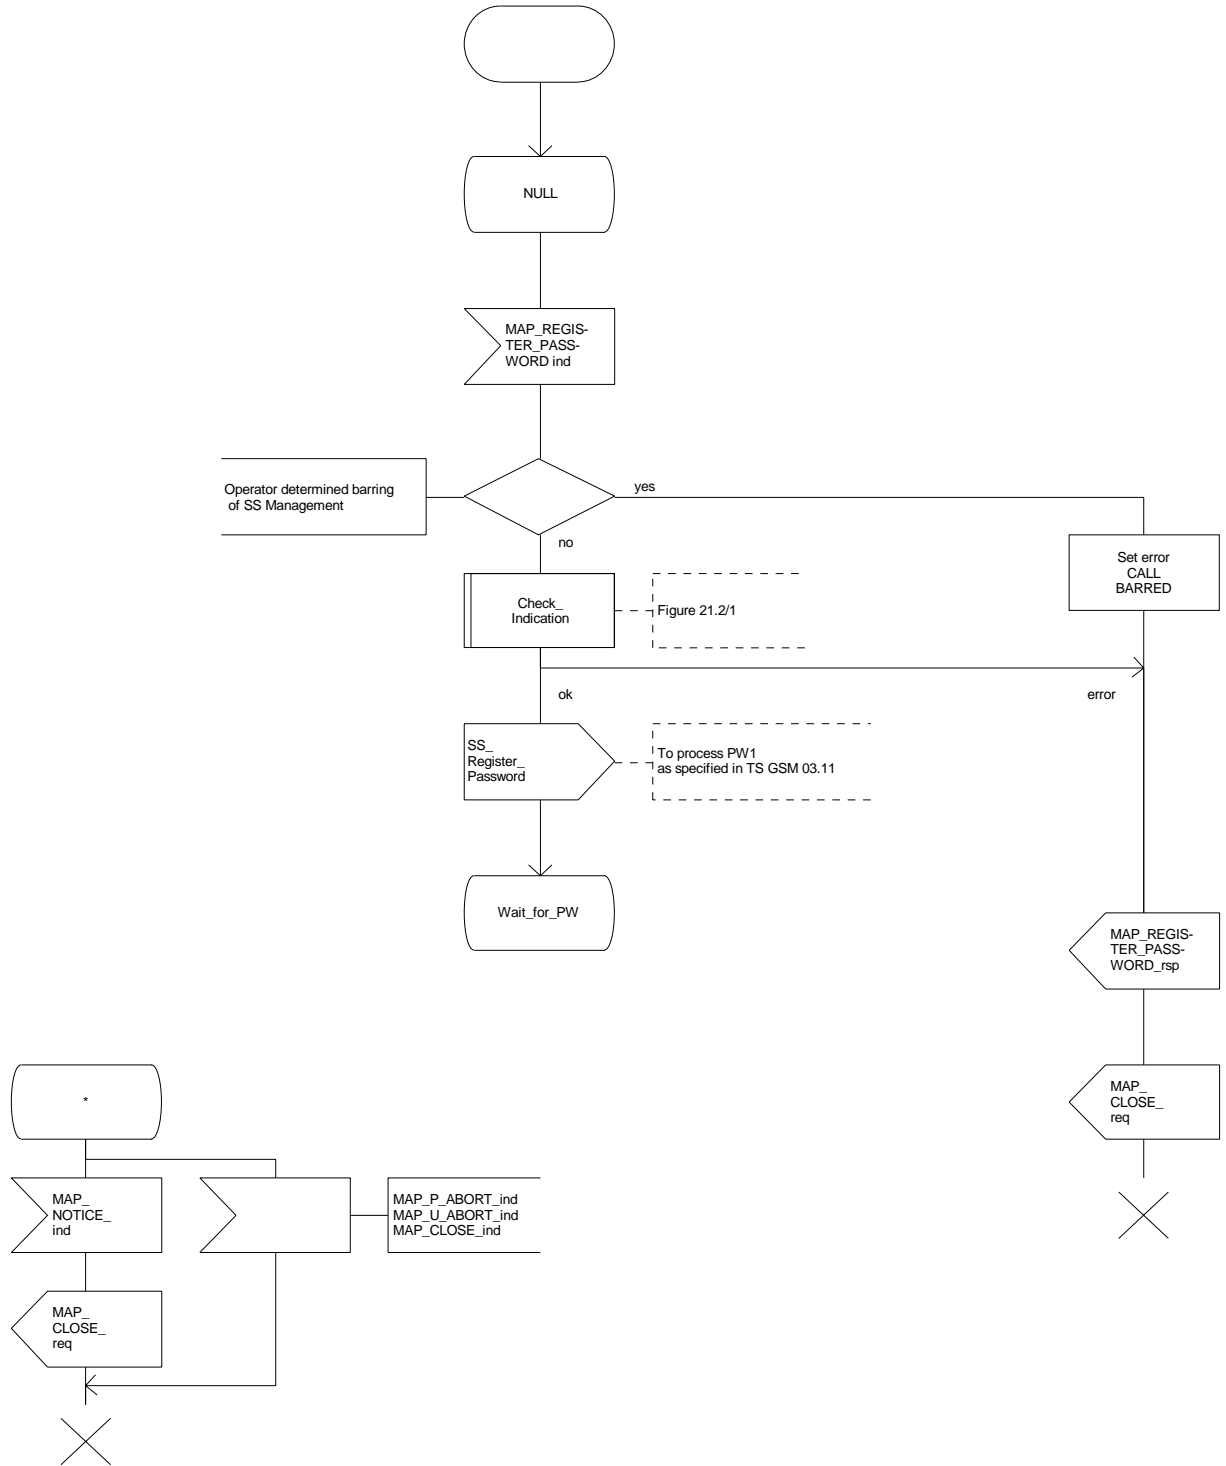 NULL
MAP_REGIS-
TER_PASS-
WORD ind
Operator determined barring
of SS Management
yes
no
Set error
CALL
BARRED
Check_
Indication
Figure 21.2/1
ok
error
SS_
Register_
Password
To process PW1
as specified in TS GSM 03.11
Wait_for_PW
MAP_REGIS-
TER_PASS-
WORD_rsp
MAP_
CLOSE_
req
*
MAP_
NOTICE_
ind
MAP_P_ABORT_ind
MAP_U_ABORT_ind
MAP_CLOSE_ind
MAP_
CLOSE_
req